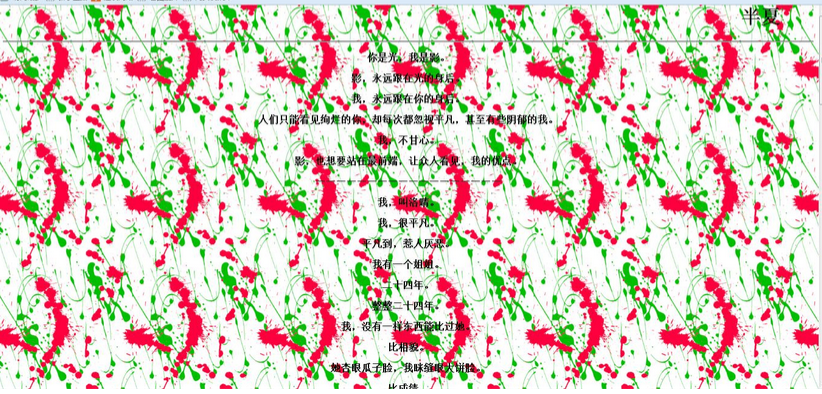 半夏
你是光，我是影。
影，永远跟在光的身后。
我，永远跟在你的身后。
人们只能看见绚烂的你，却每次都忽视平凡，甚至有些阴郁的我。
我，不甘心。
影，也想要站在最前端，让众人看见，我的优点。
我，叫洛晴。
我，很平凡。
平凡到，惹人厌恶。
我有一个姐姐。
二十四年。
整整二十四年。
我，没有一样东西能比过她。
比相貌。
她杏眼瓜子脸，我眯缝眼大饼脸。
比成绩